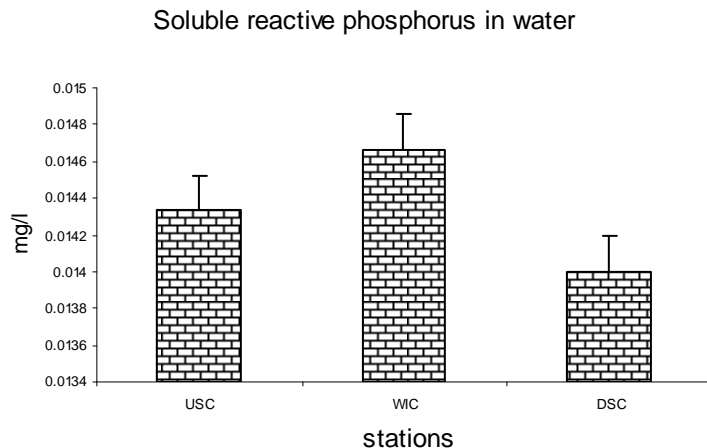 Soluble reactive phosphorus in water
0.015
0.0148
0.0146
0.0144
0.0142
0.014
0.0138
0.0136
0.0134
mg/l
USC WIC DSC
stations